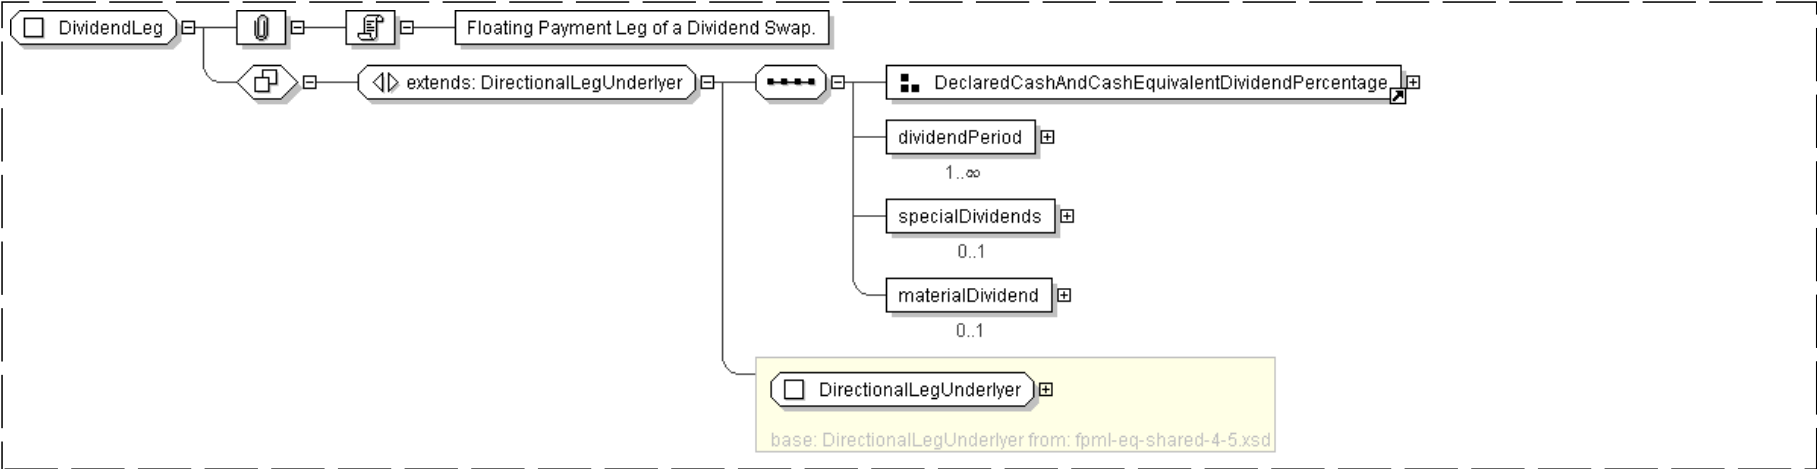 DividendLeg
Floating Payment Leg of a Dividend Swap.
extends: DirectionalLegUnderlyer
DeclaredCashAndCashEquivalentDividendPercentage
dividendPeriod
1..∞
specialDividends
0..1
materialDividend
0..1
DirectionalLegUnderlyer
base: DirectionalLegUnderlyer from: fpml-eq-shared-4-5.xsd